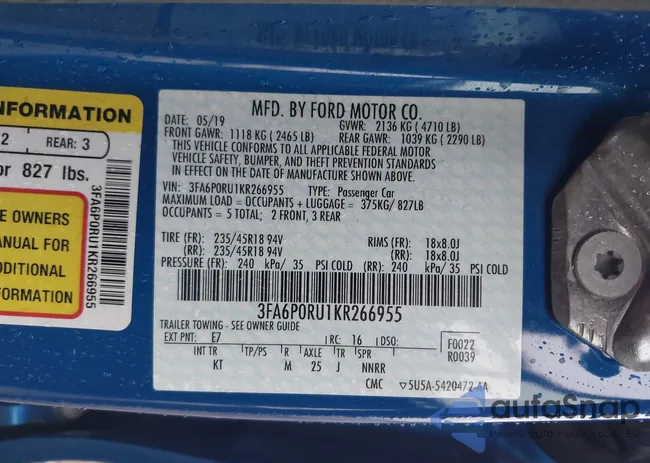 INFORMATION
2
REAR: 3
or 827 lbs.
E OWNERS
ANUAL FOR
DDITIONAL
FORMATION
3FA6P0RU1KR266955
MFD. BY FORD MOTOR CO.
DATE: 05/19 GVWR: 2136 KG (4710 LB)
FRONT GAWR: 1118 KG (2465 LB) REAR GAWR: 1039 KG (2290 LB)
THIS VEHICLE CONFORMS TO ALL APPLICABLE FEDERAL MOTOR
VEHICLE SAFETY, BUMPER, AND THEFT PREVENTION STANDARDS
IN EFFECT ON THE DATE OF MANUFACTURE SHOWN ABOVE.
VIN: 3FA6P0RU1KR266955 TYPE: Passenger Car
MAXIMUM LOAD = OCCUPANTS + LUGGAGE = 375KG/ 827LB
OCCUPANTS = 5 TOTAL; 2 FRONT, 3 REAR
TIRE (FR): 235/45R18 94V RIMS (FR): 18x8.0J
(RR): 235/45R18 94V (RR): 18x8.0J
PRESSURE (FR): 240 kPa/ 35 PSI COLD (RR): 240 kPa/ 35 PSI COLD
3FA6P0RU1KR266955
TRAILER TOWING - SEE OWNER GUIDE
EXT PNT: E7 RC: 16 DSO: F0022
INT TR TP/PS R AXLE TR SPR R0039
KT M 25 J NNRR
CMC 5U5A-5420472-AA
aufaSnap